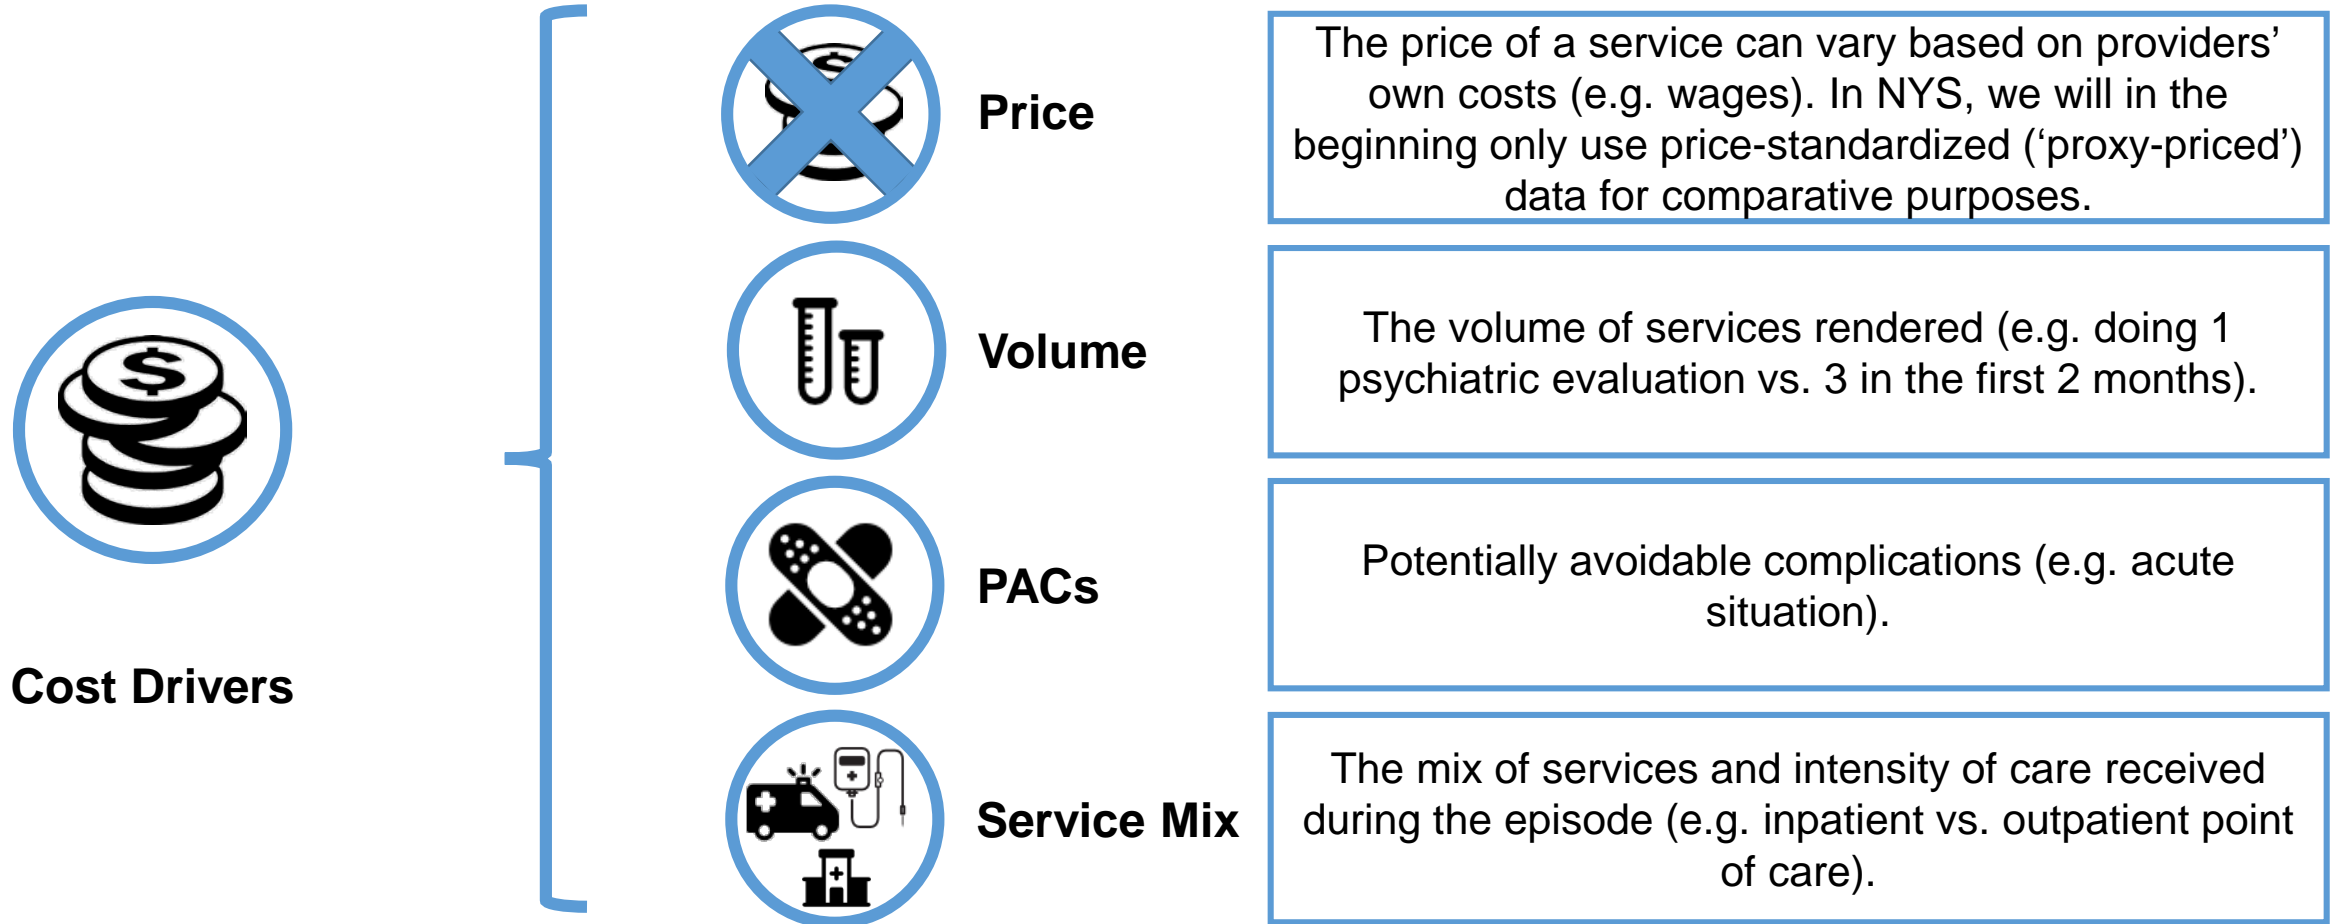 Cost Drivers
Price
The price of a service can vary based on providers’
own costs (e.g. wages). In NYS, we will in the
beginning only use price-standardized (‘proxy-priced’)
data for comparative purposes.
Volume
The volume of services rendered (e.g. doing 1
psychiatric evaluation vs. 3 in the first 2 months).
PACs
Potentially avoidable complications (e.g. acute
situation).
Service Mix
The mix of services and intensity of care received
during the episode (e.g. inpatient vs. outpatient point
of care).